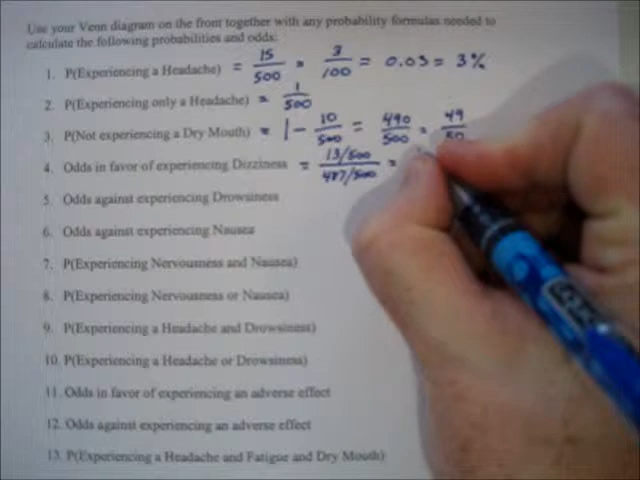 Use your Venn diagram on the front together with any probability formulas needed to
calculate the following probabilities and odds:
1. P(Experiencing a Headache) = 15/500 = 3/100 = 0.03 = 3%
2. P(Experiencing only a Headache) = 1/500
3. P(Not experiencing a Dry Mouth) = 1 - 10/500 = 490/500 = 49/50
4. Odds in favor of experiencing Dizziness = 13/500 / 487/500 =
5. Odds against experiencing Drowsiness
6. Odds against experiencing Nausea
7. P(Experiencing Nervousness and Nausea)
8. P(Experiencing Nervousness or Nausea)
9. P(Experiencing a Headache and Drowsiness)
10. P(Experiencing a Headache or Drowsiness)
11. Odds in favor of experiencing an adverse effect
12. Odds against experiencing an adverse effect
13. P(Experiencing a Headache and Fatigue and Dry Mouth)